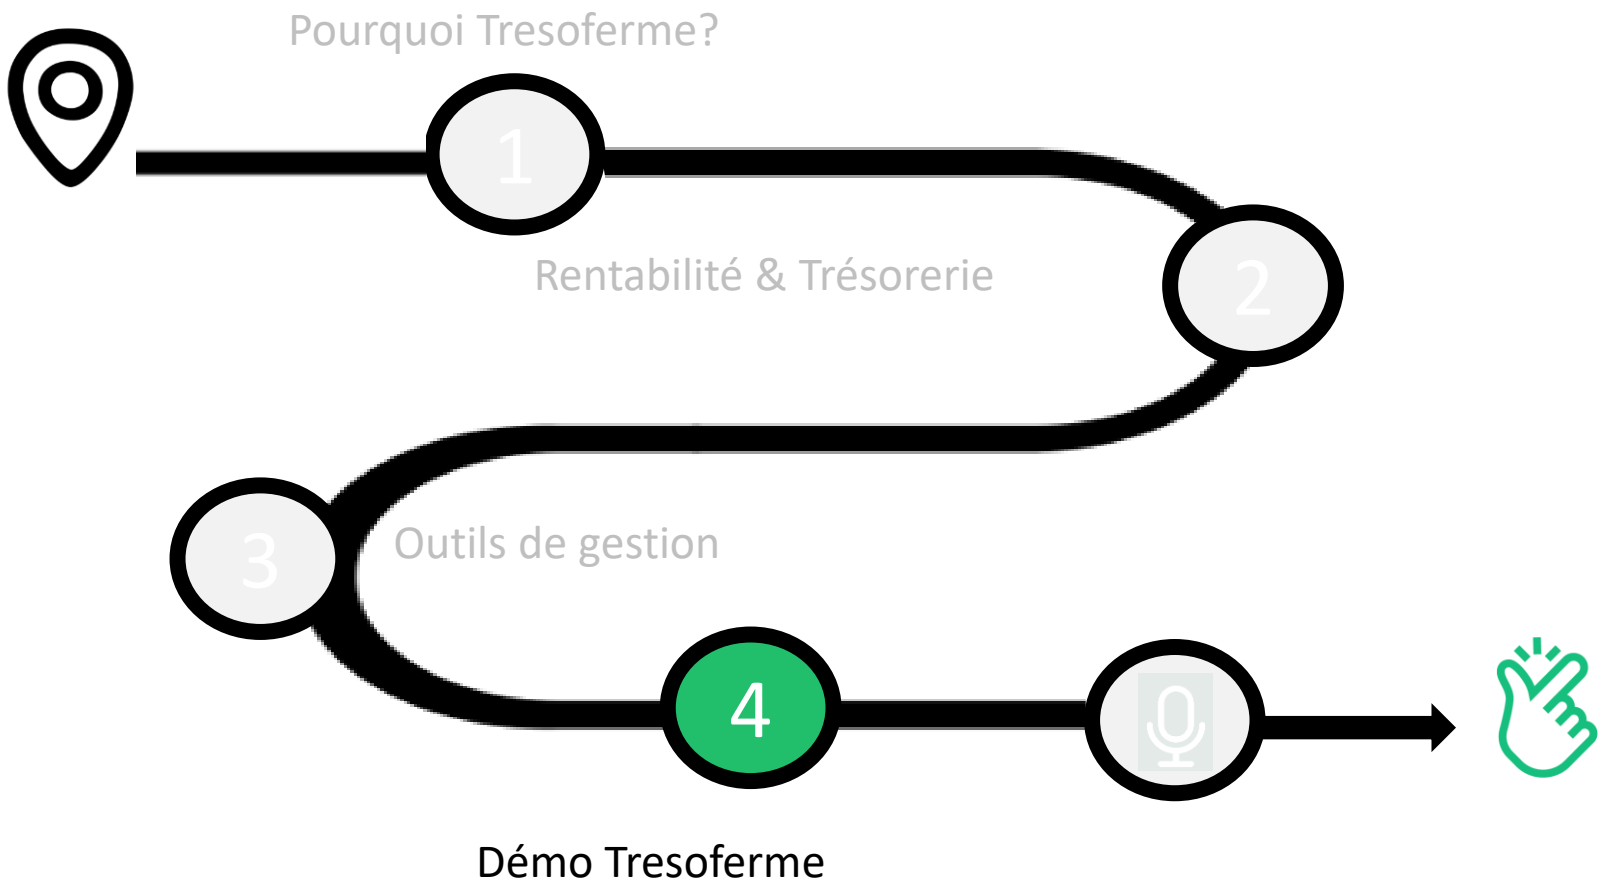 Pourquoi Tresoferme?
1
Rentabilité & Trésorerie
2
3
Outils de gestion
4
Démo Tresoferme